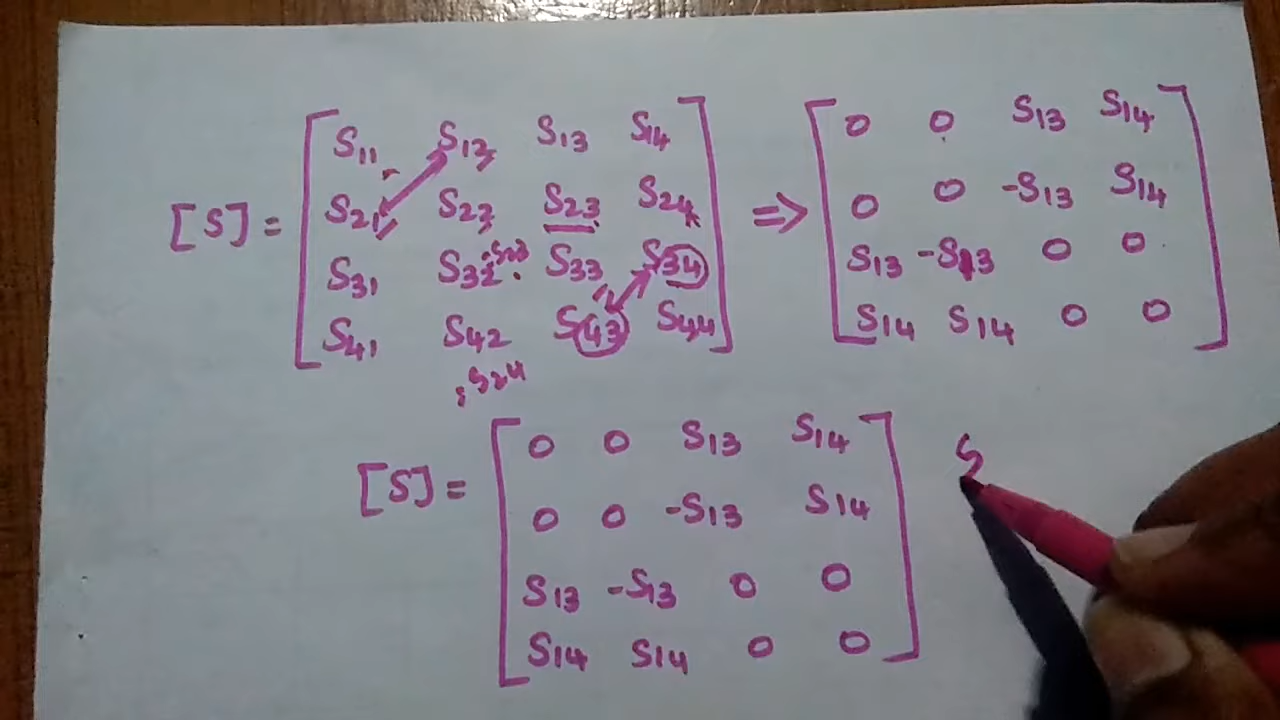 S11 S12 S13 S14 0 0 S13 S14
[S] = S21 S22 S23 S24 ⇒ 0 0 -S13 S14
S31 S32 ,S23 S33 S34 S13 -S13 0 0
S41 S42 S43 S44 S14 S14 0 0
,S24
0 0 S13 S14 S
[S] = 0 0 -S13 S14
S13 -S13 0 0
S14 S14 0 0